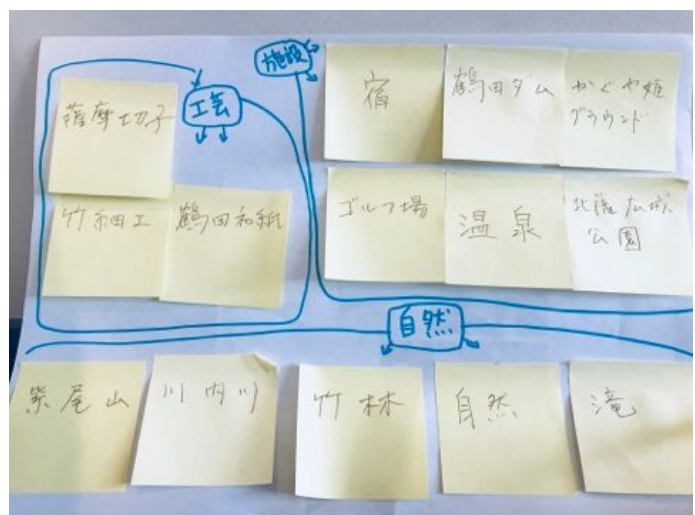 施設
工芸
薩摩切子
竹細工
鶴田和紙
宿
鶴田ダム
かぐや姫
グラウンド
ゴルフ場
温泉
北薩広域
公園
自然
紫尾山
川内川
竹林
自然
滝